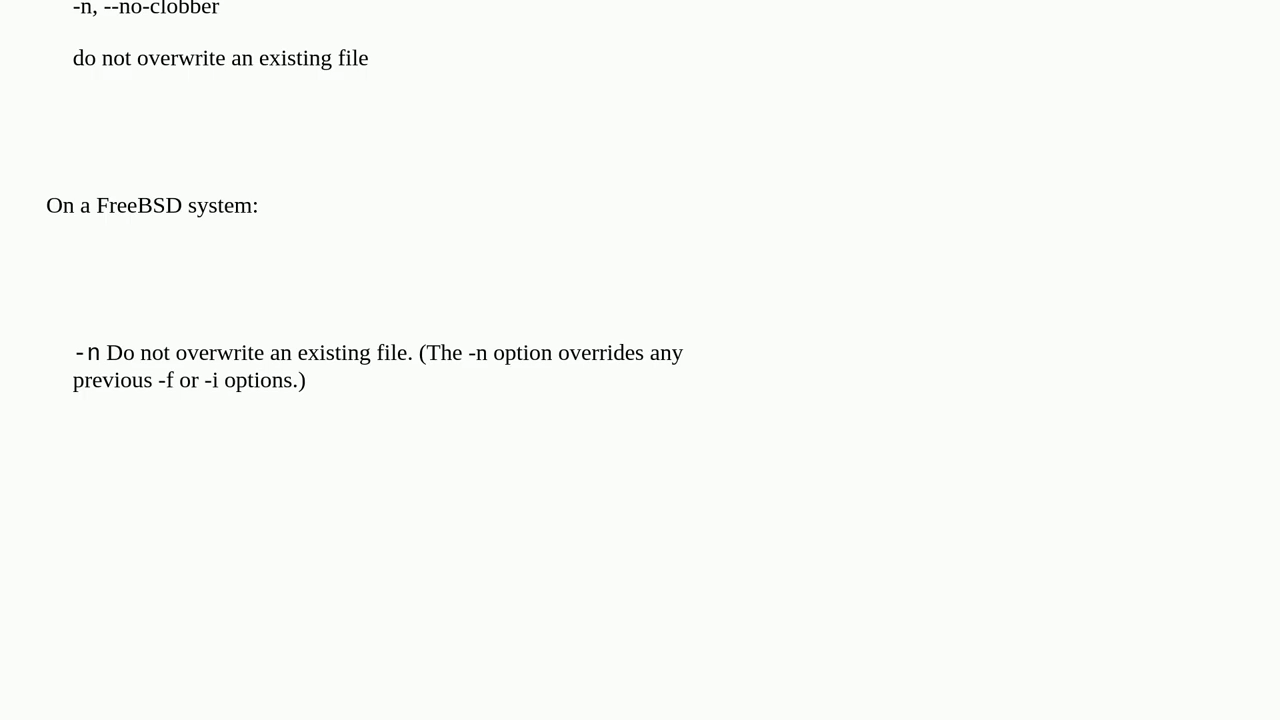 -n, --no-clobber
do not overwrite an existing file
On a FreeBSD system:
-n Do not overwrite an existing file. (The -n option overrides any
previous -f or -i options.)